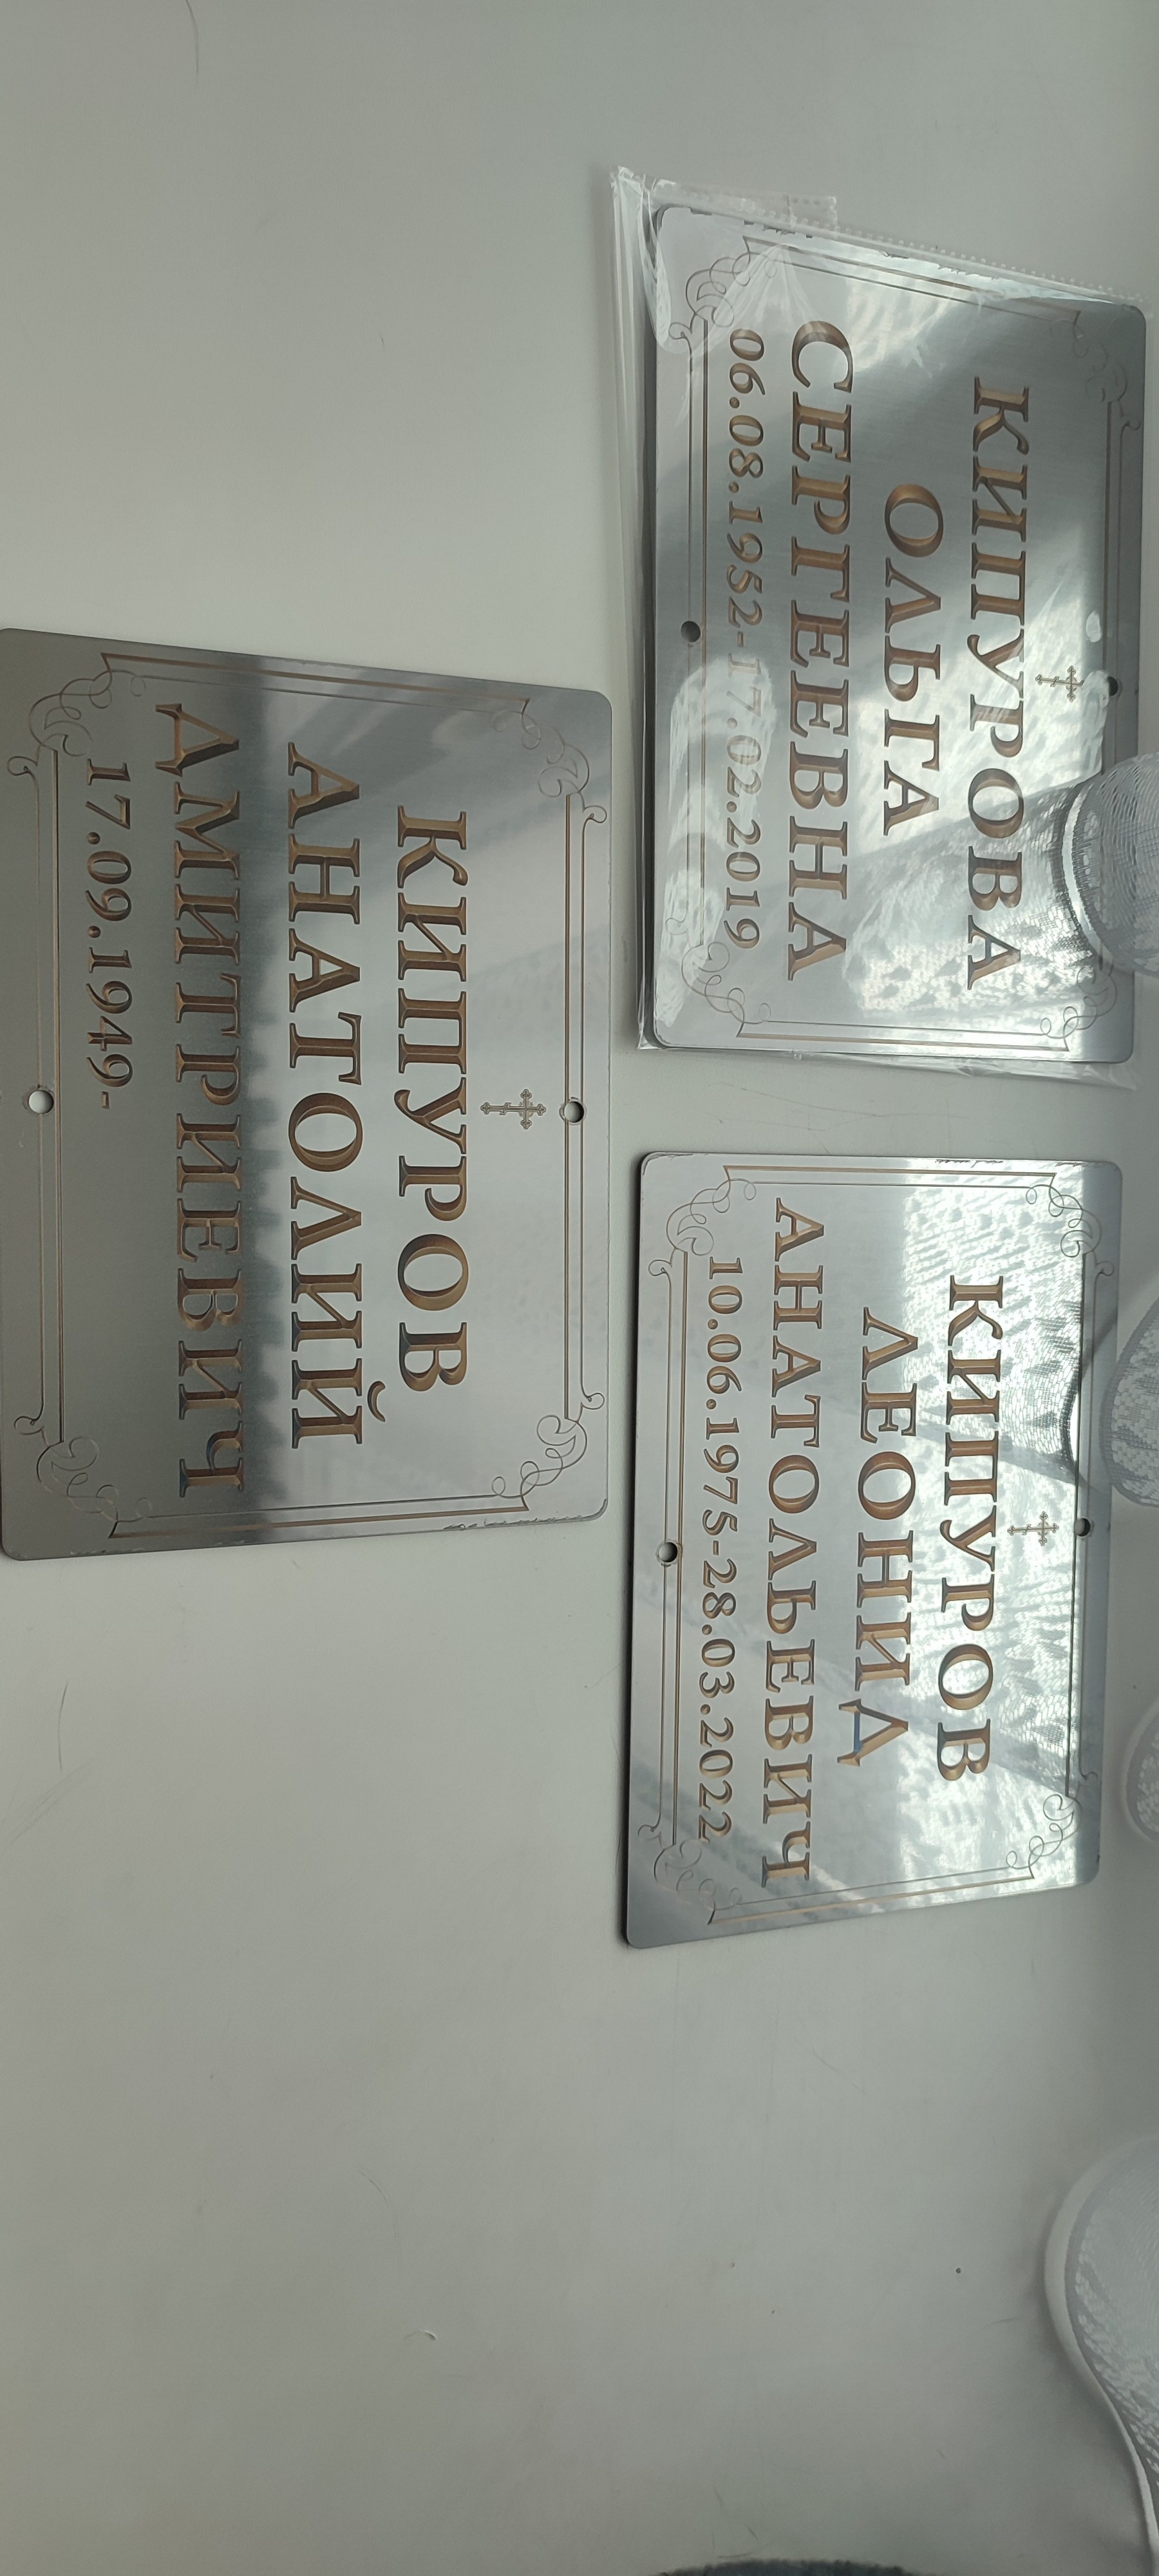 КИПУРОВА
ОЛЬГА
СЕРГЕЕВНА
06.08.1952-17.02.2019
КИПУРОВ
ЛЕОНИД
АНАТОЛЬЕВИЧ
10.06.1975-28.03.2022
КИПУРОВ
АНАТОЛИЙ
ДМИТРИЕВИЧ
17.09.1949-